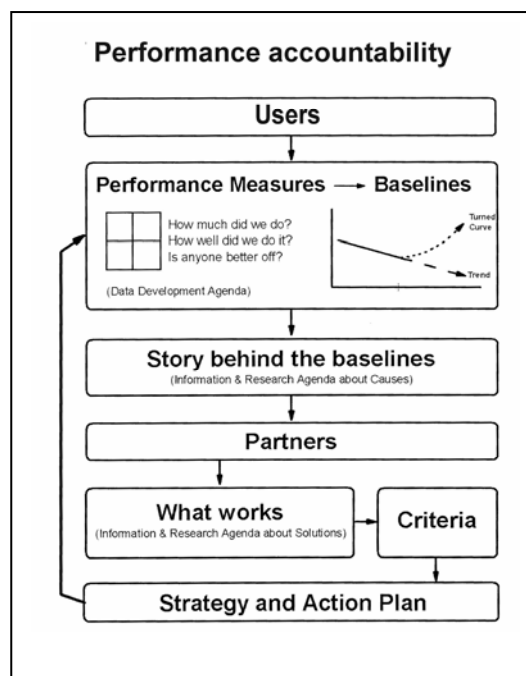 Performance accountability
Users
Performance Measures
Baselines
How much did we do?
How well did we do it?
Is anyone better off?
(Data Development Agenda)
Turned
Curve
Trend
Story behind the baselines
(Information & Research Agenda about Causes)
Partners
What works
(Information & Research Agenda about Solutions)
Criteria
Strategy and Action Plan